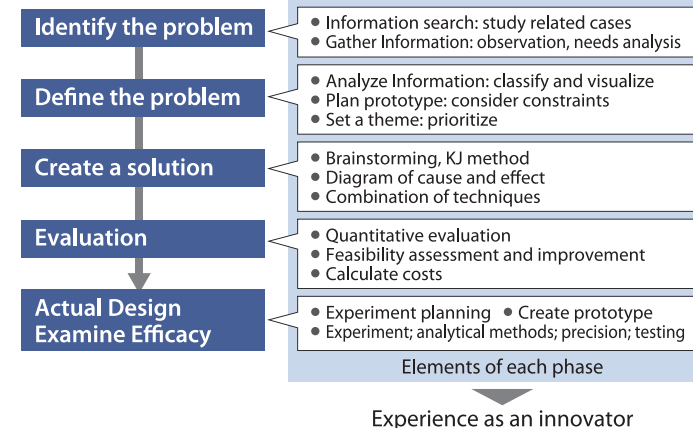 Identify the problem
● Information search: study related cases
● Gather Information: observation, needs analysis
Define the problem
● Analyze Information: classify and visualize
● Plan prototype: consider constraints
● Set a theme: prioritize
Create a solution
● Brainstorming, KJ method
● Diagram of cause and effect
● Combination of techniques
Evaluation
● Quantitative evaluation
● Feasibility assessment and improvement
● Calculate costs
Actual Design
Examine Efficacy
● Experiment planning ● Create prototype
● Experiment; analytical methods; precision; testing
Elements of each phase
Experience as an innovator